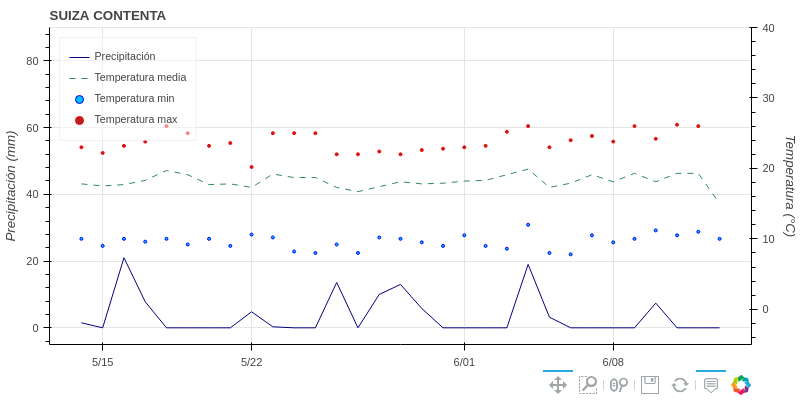 SUIZA CONTENTA
Precipitación
Temperatura media
Temperatura min
Temperatura max
Precipitación (mm)
80
60
40
20
0
40
30
20
10
0
Temperatura (°C)
5/15
5/22
6/01
6/08